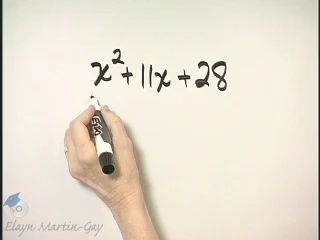 x² + 11x + 28
Elayn Martin-Gay